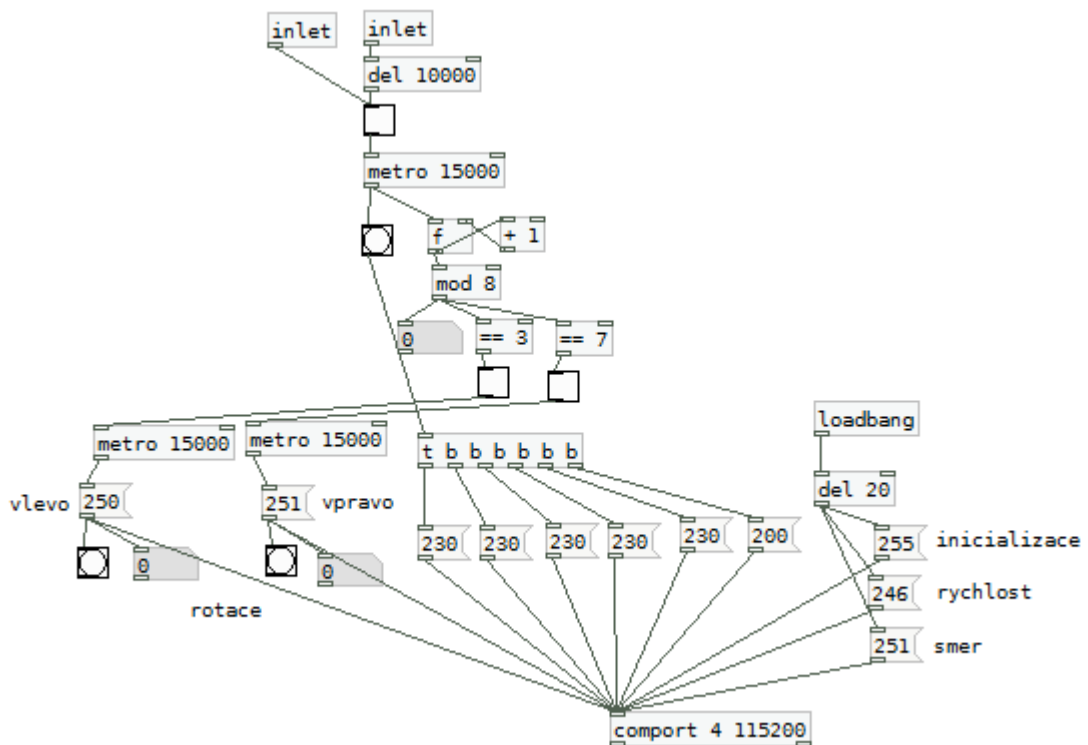 inlet
inlet
del 10000
metro 15000
f
+ 1
mod 8
0
== 3
== 7
loadbang
metro 15000
metro 15000
t b b b b b b
del 20
vlevo
250
251
vpravo
230
230
230
230
230
200
255
inicializace
0
0
246
rychlost
rotace
251
smer
comport 4 115200